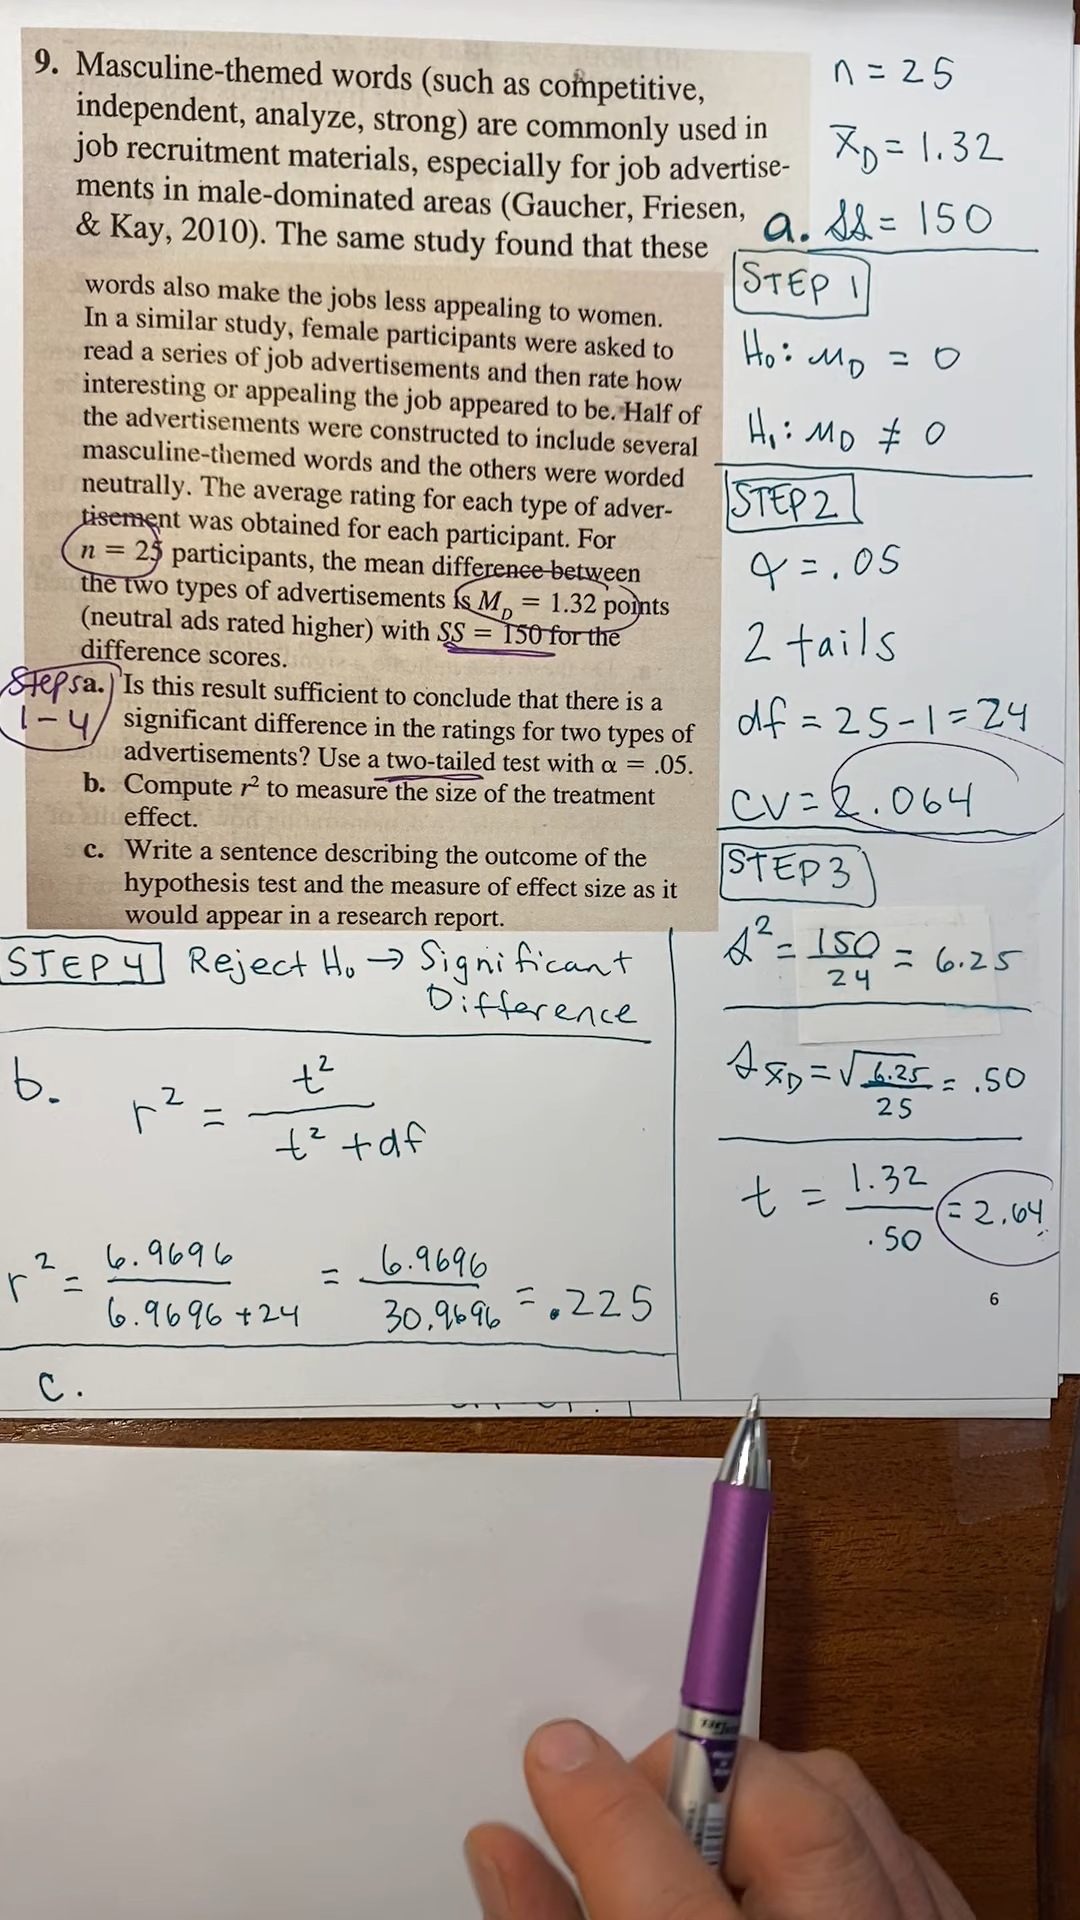 9. Masculine-themed words (such as competitive,
independent, analyze, strong) are commonly used in
job recruitment materials, especially for job advertise-
ments in male-dominated areas (Gaucher, Friesen,
& Kay, 2010). The same study found that these
words also make the jobs less appealing to women.
In a similar study, female participants were asked to
read a series of job advertisements and then rate how
interesting or appealing the job appeared to be. Half of
the advertisements were constructed to include several
masculine-themed words and the others were worded
neutrally. The average rating for each type of adver-
tisement was obtained for each participant. For
n = 25 participants, the mean difference between
the two types of advertisements is M_D = 1.32 points
(neutral ads rated higher) with SS = 150 for the
difference scores.
Steps
1-4
a. Is this result sufficient to conclude that there is a
significant difference in the ratings for two types of
advertisements? Use a two-tailed test with α = .05.
b. Compute r² to measure the size of the treatment
effect.
c. Write a sentence describing the outcome of the
hypothesis test and the measure of effect size as it
would appear in a research report.
n = 25
x̄_D = 1.32
a. SS = 150
STEP 1
H₀: μ_D = 0
H₁: μ_D ≠ 0
STEP 2
α = .05
2 tails
df = 25-1 = 24
CV = 2.064
STEP 3
s² = 150/24 = 6.25
s x̄_D = √6.25/25 = .50
t = 1.32/.50 = 2.64
6
STEP 4 Reject H₀ → Significant
Difference
b. r² = t²/t² + df
r² = 6.9696/6.9696 + 24 = 6.9696/30.9696 = .225
c.